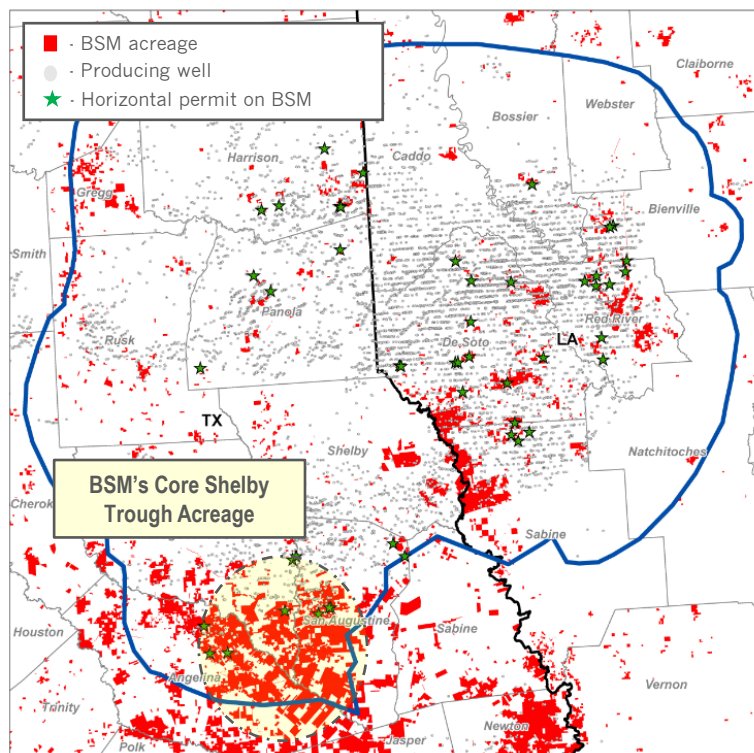 · BSM acreage
· Producing well
· Horizontal permit on BSM
Claiborne
Webster
Bossier
Harrison
Caddo
Gregg
Bienville
Smith
Panola
Rusk
Red River
De Soto
LA
TX
Shelby
Natchitoches
BSM's Core Shelby
Trough Acreage
Cherok
Sabine
San Augustine
Houston
Sabine
Angelina
Vernon
Trinity
Newton
Polk
Jasper